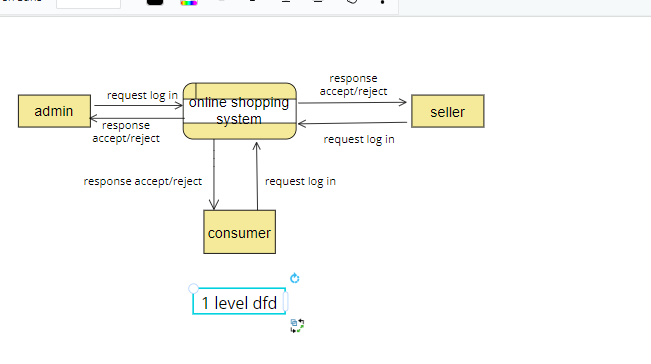 response
accept/reject
request log in
admin
online shopping
system
seller
response
accept/reject
request log in
response accept/reject
request log in
consumer
1 level dfd